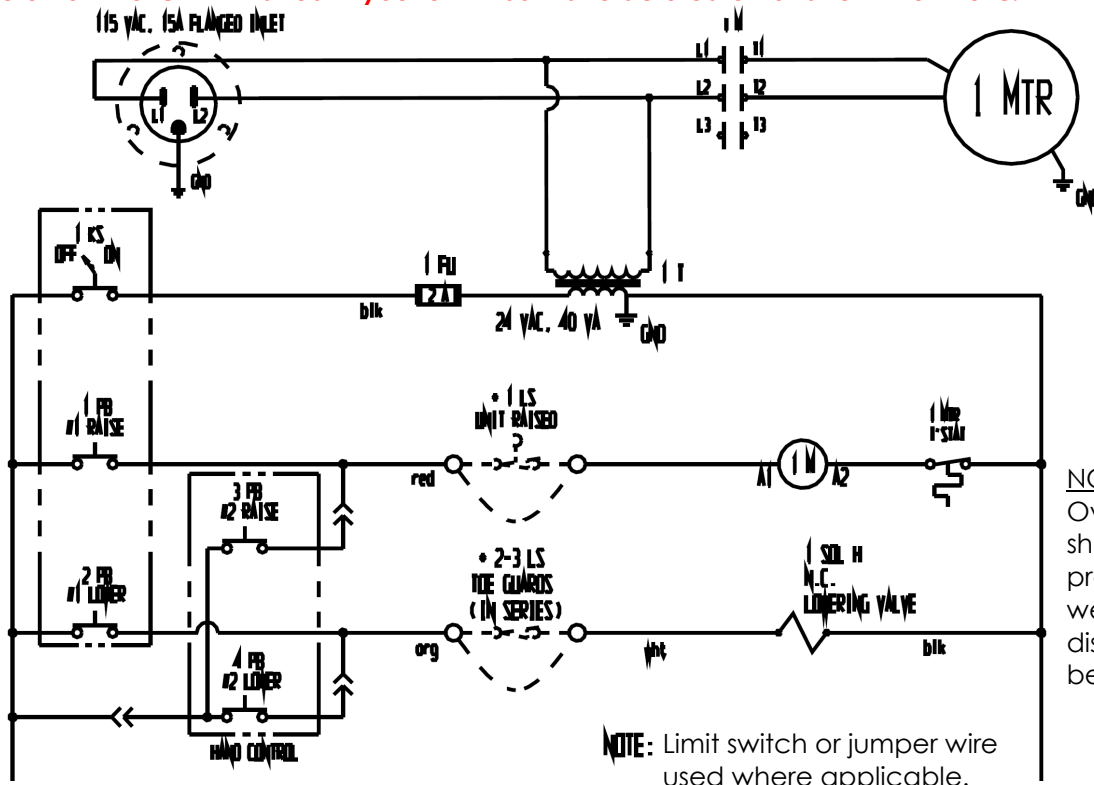 115 VAC, 15A FLANGED INLET
1 M
L1 T1
L2 T2
L3 T3
1 MTR
L1 L2
GND
GND
1 KS
OFF ON
1 FU
2 A
1 T
blk
24 VAC, 40 VA
GND
1 PB
#1 RAISE
* 1 LS
LIMIT RAISED
1 MTR
T-STAT
red
A1 1 M A2
3 PB
#2 RAISE
2 PB
#1 LOWER
* 2-3 LS
TOE GUARDS
(IN SERIES)
1 SOL H
N.C.
LOWERING VALVE
org
wht
blk
4 PB
#2 LOWER
HAND CONTROL
NOTE: Limit switch or jumper wire
used where applicable.